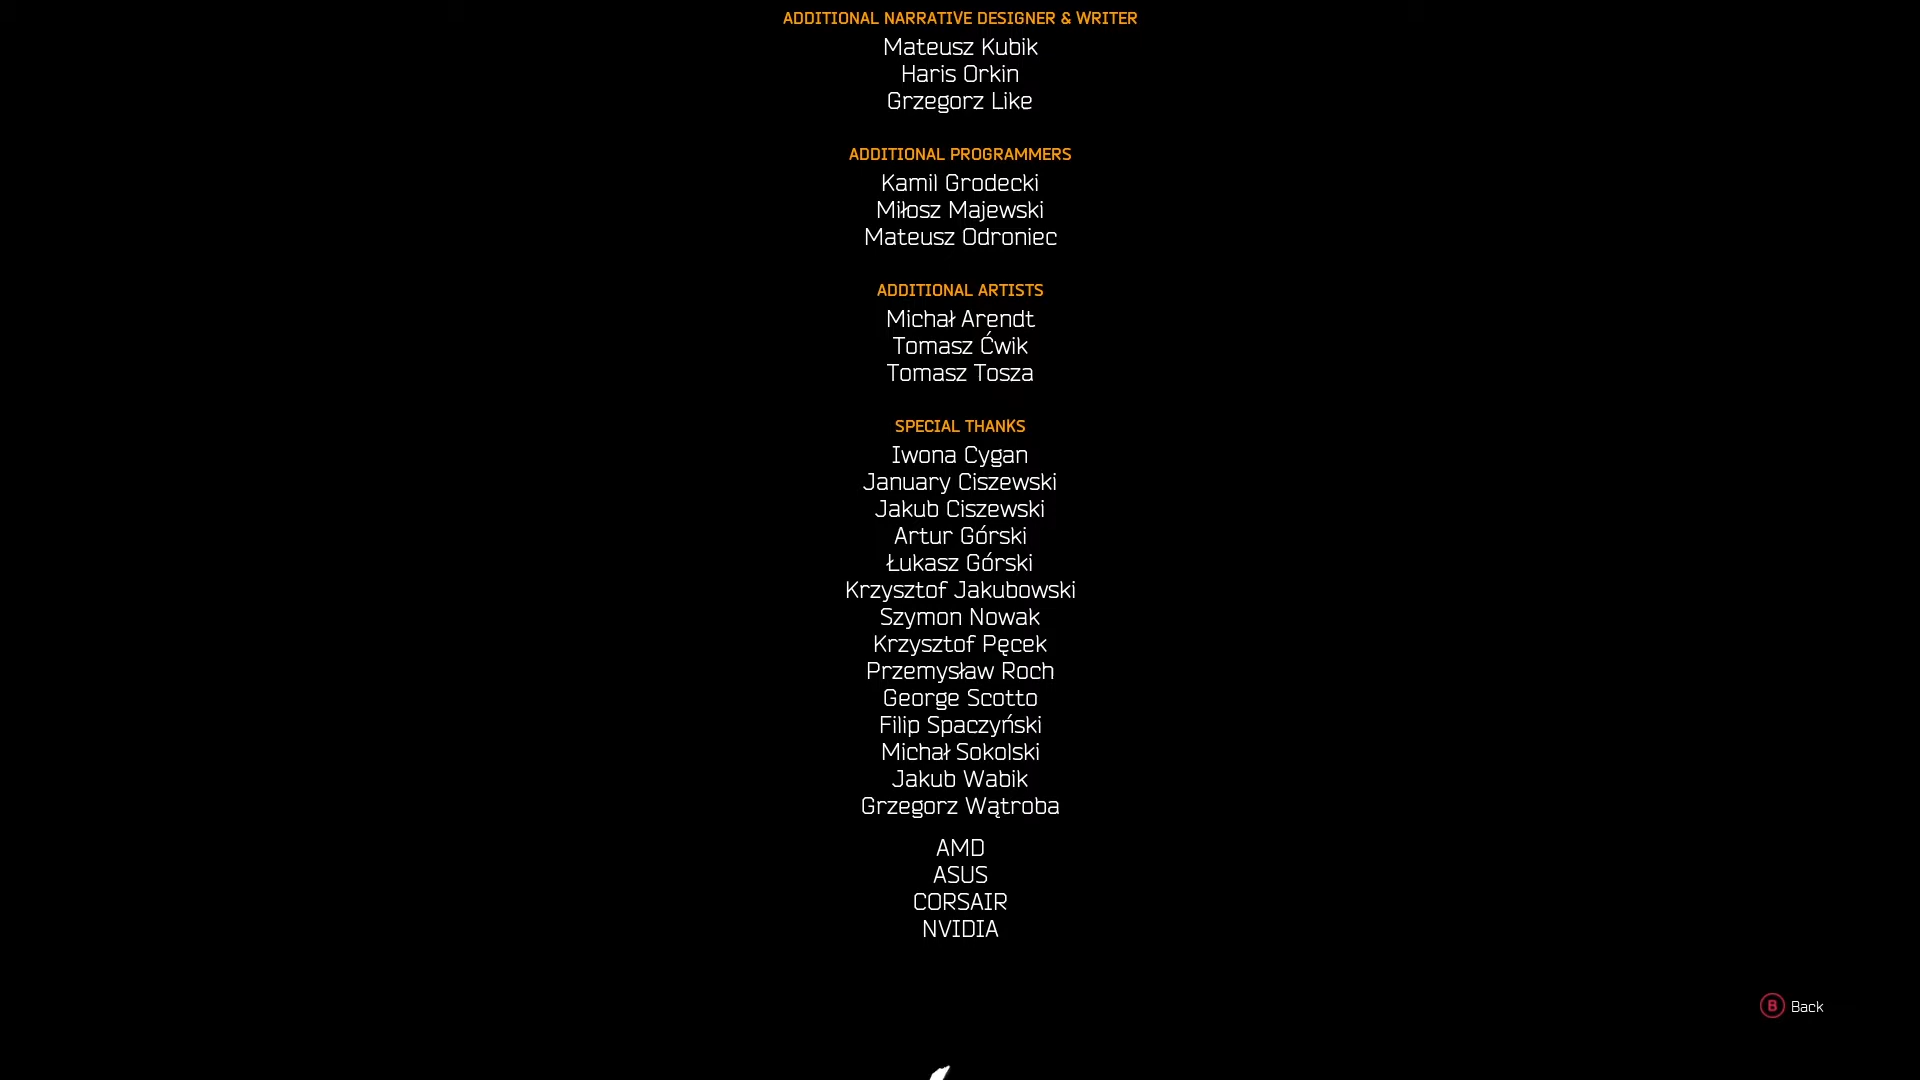 ADDITIONAL NARRATIVE DESIGNER & WRITER
Mateusz Kubik
Haris Orkin
Grzegorz Like
ADDITIONAL PROGRAMMERS
Kamil Grodecki
Miłosz Majewski
Mateusz Odroniec
ADDITIONAL ARTISTS
Michał Arendt
Tomasz Ćwik
Tomasz Tosza
SPECIAL THANKS
Iwona Cygan
January Ciszewski
Jakub Ciszewski
Artur Górski
Łukasz Górski
Krzysztof Jakubowski
Szymon Nowak
Krzysztof Pęcek
Przemysław Roch
George Scotto
Filip Spaczyński
Michał Sokolski
Jakub Wabik
Grzegorz Wątroba
AMD
ASUS
CORSAIR
NVIDIA
B Back